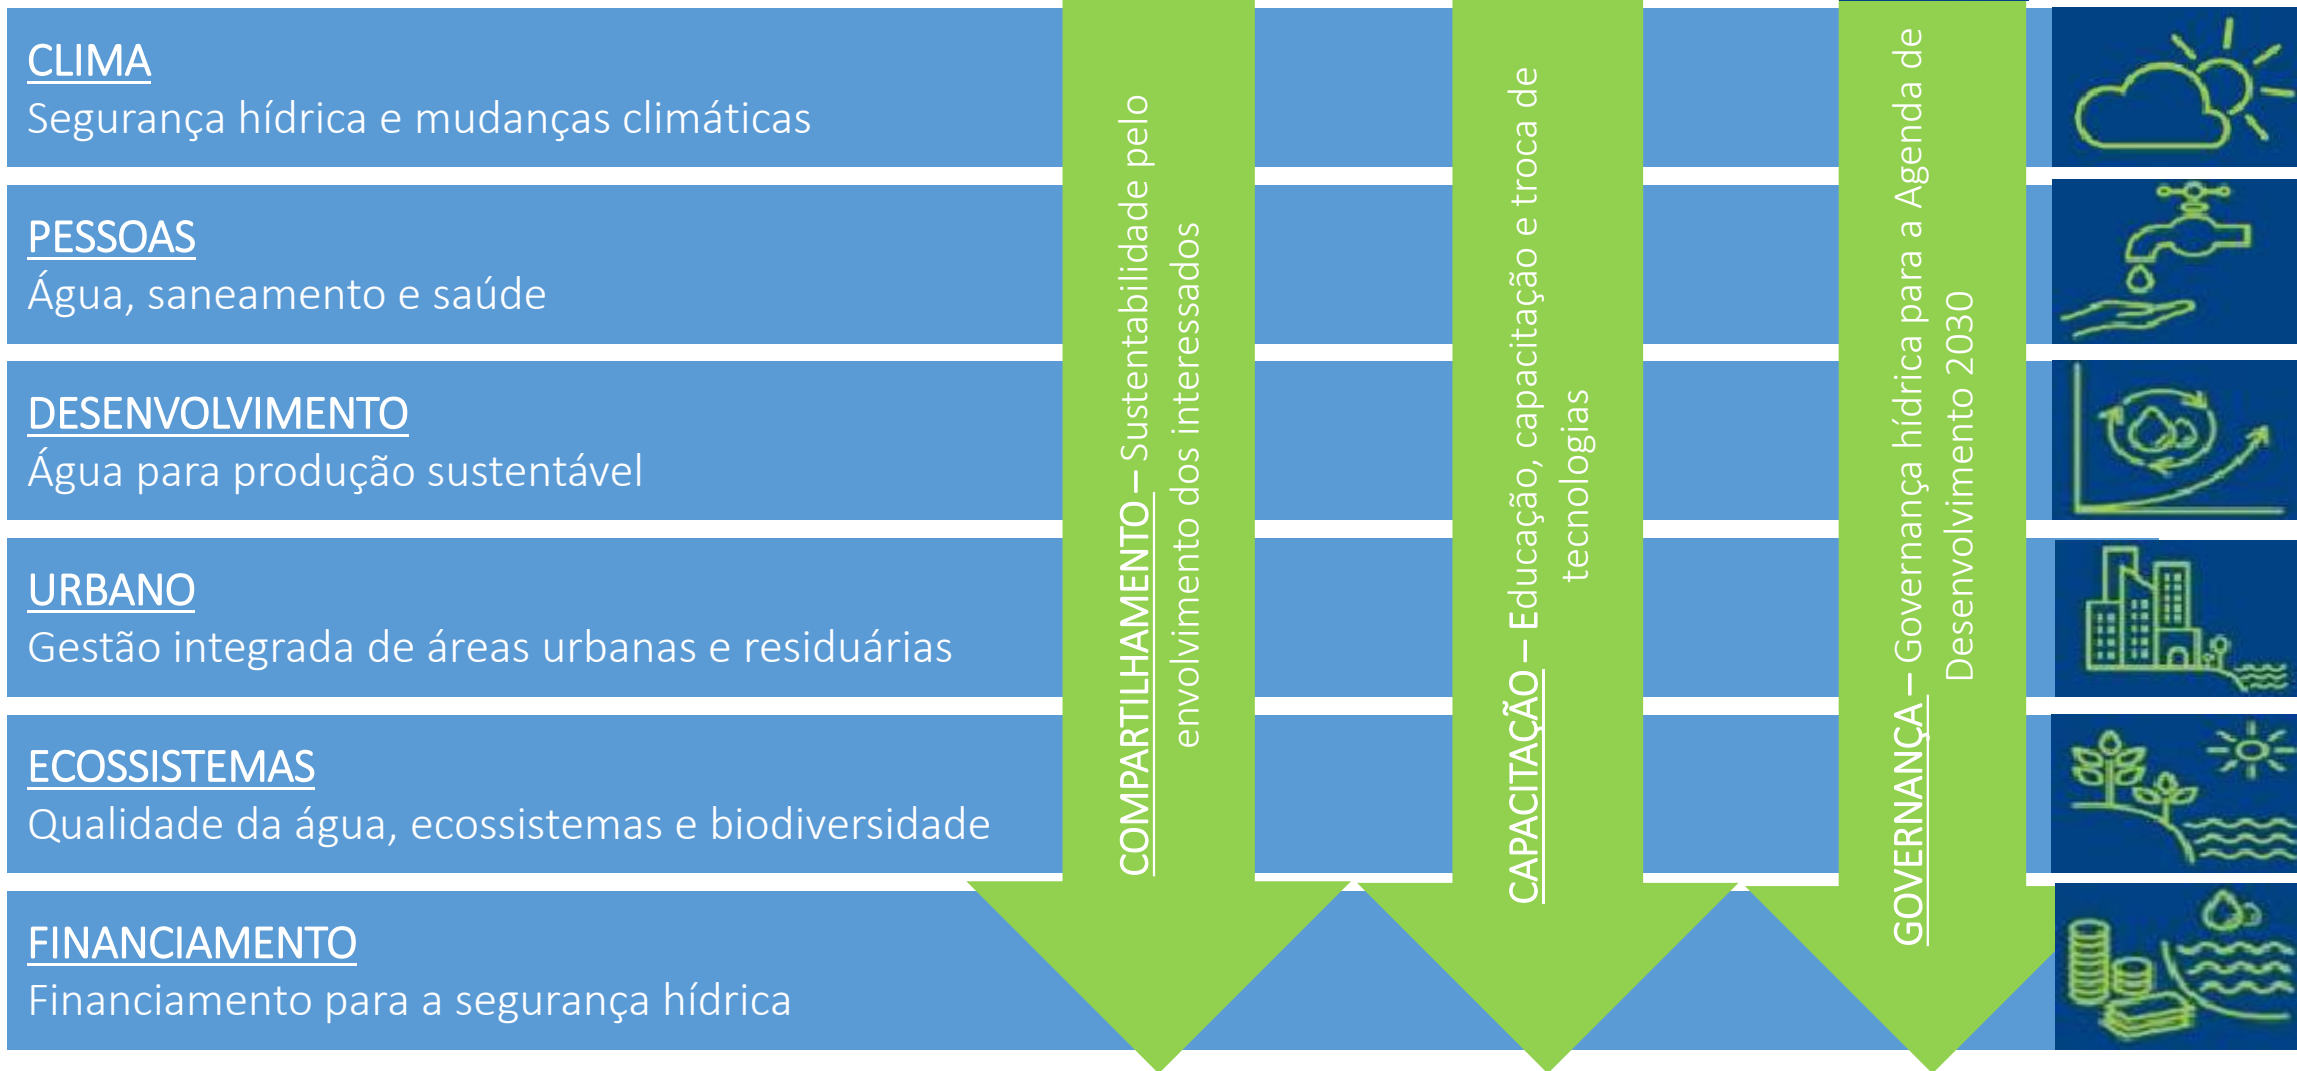 CLIMA
Segurança hídrica e mudanças climáticas
PESSOAS
Água, saneamento e saúde
DESENVOLVIMENTO
Água para produção sustentável
URBANO
Gestão integrada de áreas urbanas e residuárias
ECOSSISTEMAS
Qualidade da água, ecossistemas e biodiversidade
FINANCIAMENTO
Financiamento para a segurança hídrica
COMPARTILHAMENTO – Sustentabilidade pelo
envolvimento dos interessados
CAPACITAÇÃO – Educação, capacitação e troca de
tecnologias
GOVERNANÇA – Governança hídrica para a Agenda de
Desenvolvimento 2030